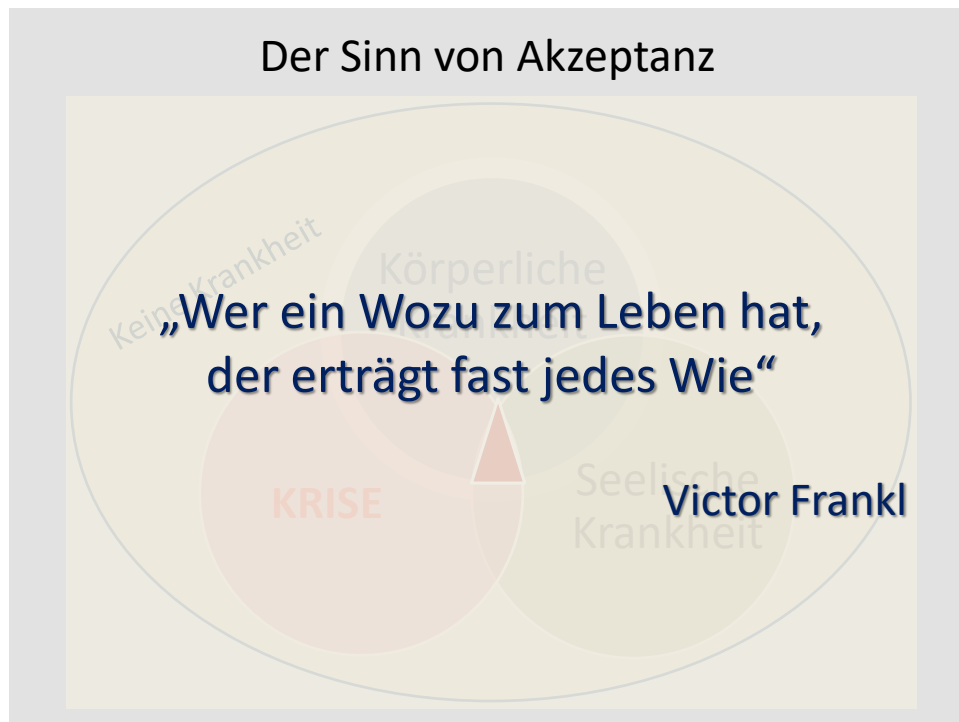 Der Sinn von Akzeptanz
Keine Krankheit
Körperliche
Krankheit
„Wer ein Wozu zum Leben hat,
der erträgt fast jedes Wie“
KRISE
Seelische
Krankheit
Victor Frankl